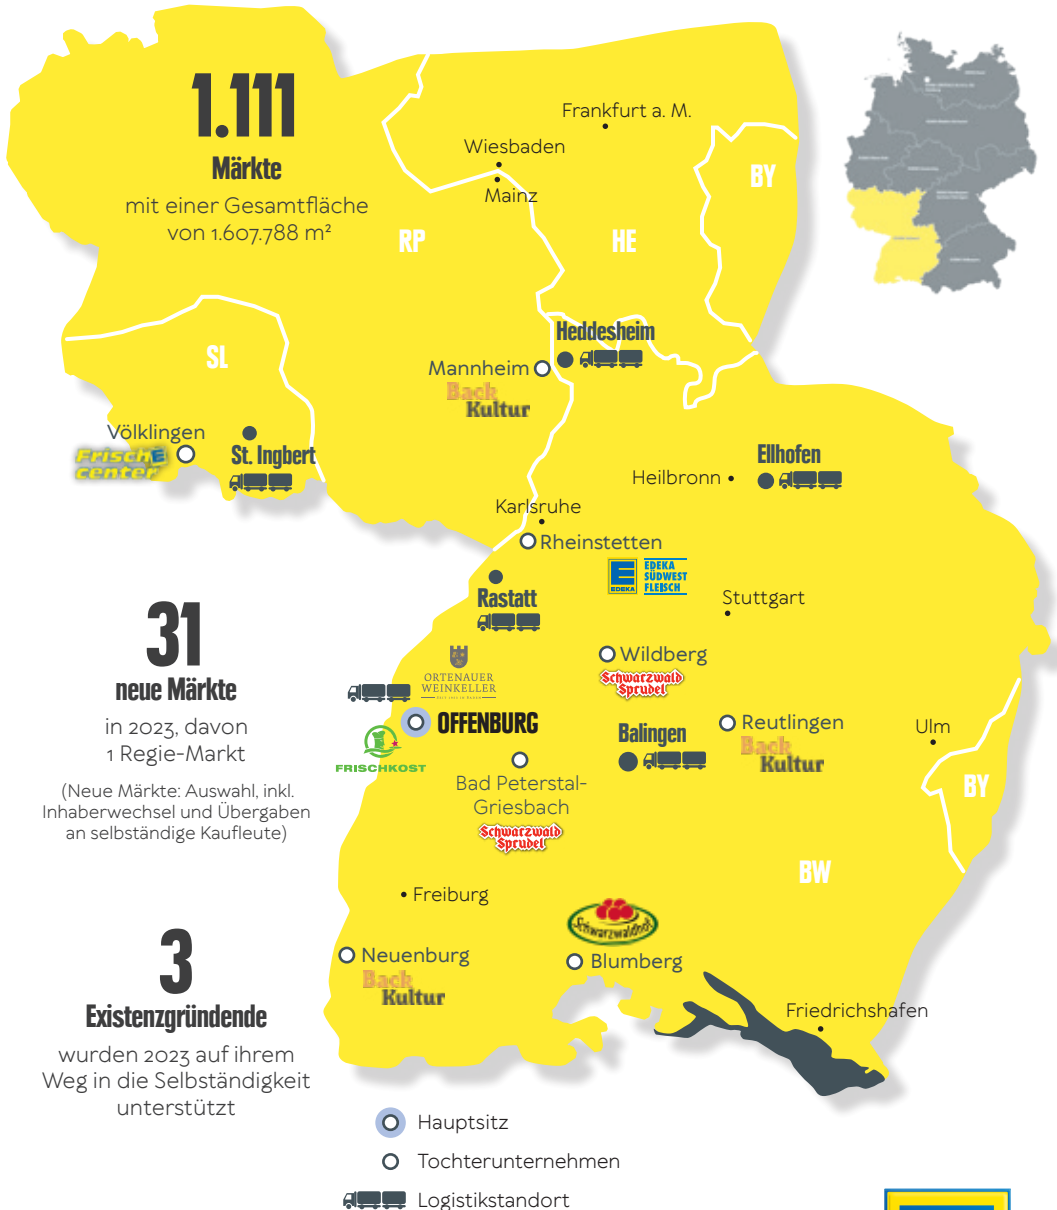 1.111
Märkte
mit einer Gesamtfläche
von 1.607.788 m²
Frankfurt a. M.
Wiesbaden
Mainz
BY
RP
HE
SL
Heddesheim
Mannheim
Back
Kultur
Völklingen
FrischE
center
St. Ingbert
Ellhofen
Heilbronn
Karlsruhe
Rheinstetten
E
EDEKA
EDEKA
SÜDWEST
FLEISCH
Rastatt
Stuttgart
31
neue Märkte
in 2023, davon
1 Regie-Markt
(Neue Märkte: Auswahl, inkl.
Inhaberwechsel und Übergaben
an selbständige Kaufleute)
ORTENAUER
WEINKELLER
Wildberg
Schwarzwald
Sprudel
OFFENBURG
FRISCHKOST
Balingen
Reutlingen
Back
Kultur
Ulm
Bad Peterstal-
Griesbach
Schwarzwald
Sprudel
BY
BW
Freiburg
Schwarzwaldhof
Neuenburg
Back
Kultur
Blumberg
Friedrichshafen
3
Existenzgründende
wurden 2023 auf ihrem
Weg in die Selbständigkeit
unterstützt
Hauptsitz
Tochterunternehmen
Logistikstandort